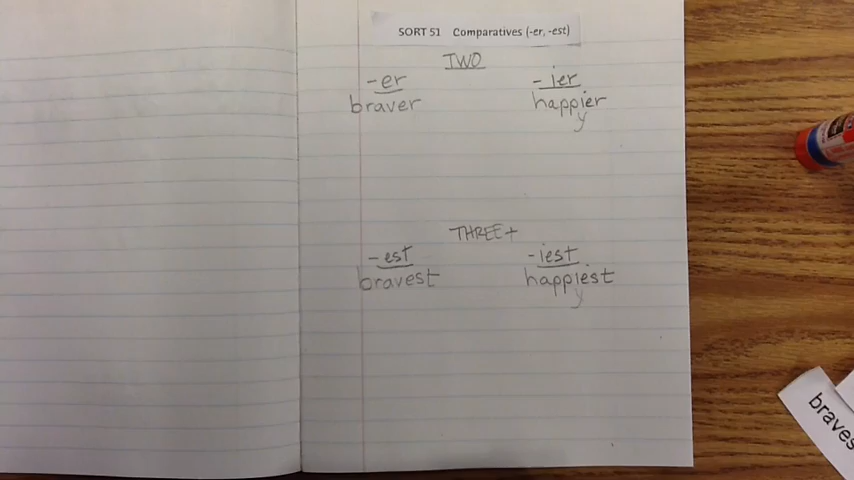 SORT 51 Comparatives (-er, -est)
TWO
-er -ier
braver happier
y
THREE+
-est -iest
bravest happiest
y
braves